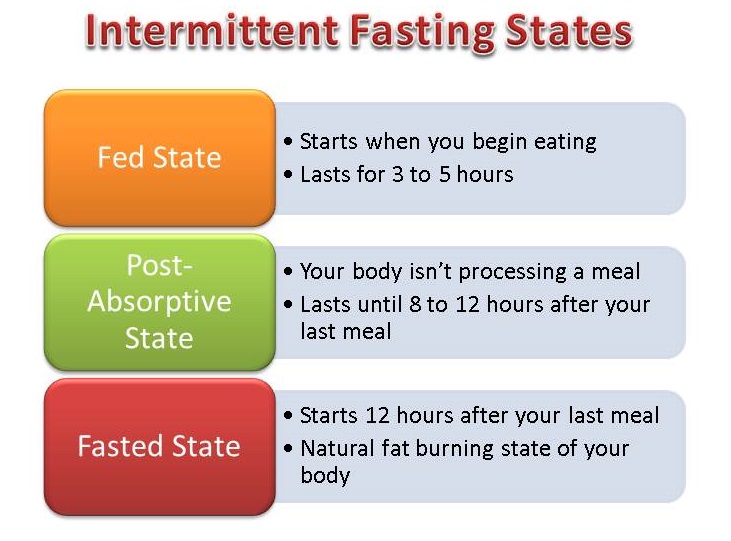 Intermittent Fasting States
Fed State
• Starts when you begin eating
• Lasts for 3 to 5 hours
Post-
Absorptive
State
• Your body isn’t processing a meal
• Lasts until 8 to 12 hours after your
last meal
Fasted State
• Starts 12 hours after your last meal
• Natural fat burning state of your
body